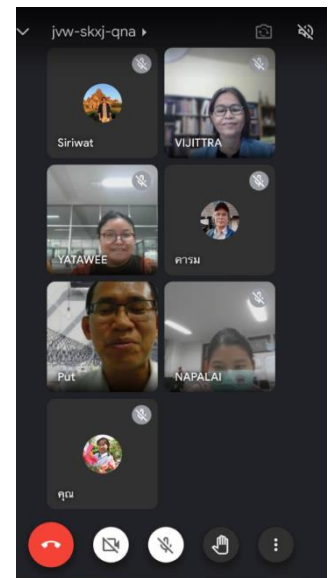 jvw-skxj-qna
Siriwat
VIJITTRA
YATAWEE
คารม
Put
NAPALAI
คุณ